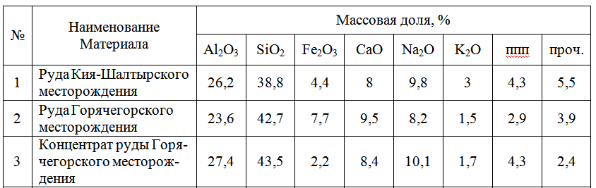 № Наименование Материала Массовая доля, %
Al2O3 SiO2 Fe2O3 CaO Na2O K2O ппп проч.
1 Руда Кия-Шалтырского месторождения 26,2 38,8 4,4 8 9,8 3 4,3 5,5
2 Руда Горячегорского месторождения 23,6 42,7 7,7 9,5 8,2 1,5 2,9 3,9
3 Концентрат руды Горя-
чегорского месторож-
дения 27,4 43,5 2,2 8,4 10,1 1,7 4,3 2,4